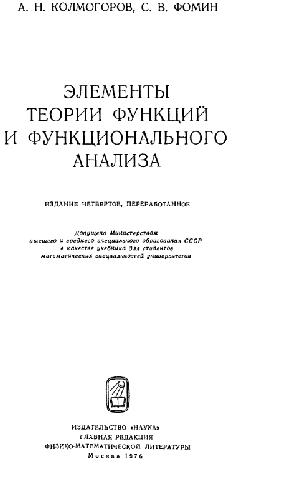 А. Н. КОЛМОГОРОВ, С. В. ФОМИН
ЭЛЕМЕНТЫ
ТЕОРИИ ФУНКЦИЙ
И ФУНКЦИОНАЛЬНОГО
АНАЛИЗА
ИЗДАНИЕ ЧЕТВЕРТОЕ, ПЕРЕРАБОТАННОЕ
Допущено Министерством
высшего и среднего специального образования СССР
в качестве учебника для студентов
математических специальностей университетов
ИЗДАТЕЛЬСТВО «НАУКА»
ГЛАВНАЯ РЕДАКЦИЯ
ФИЗИКО-МАТЕМАТИЧЕСКОЙ ЛИТЕРАТУРЫ
Москва 1976